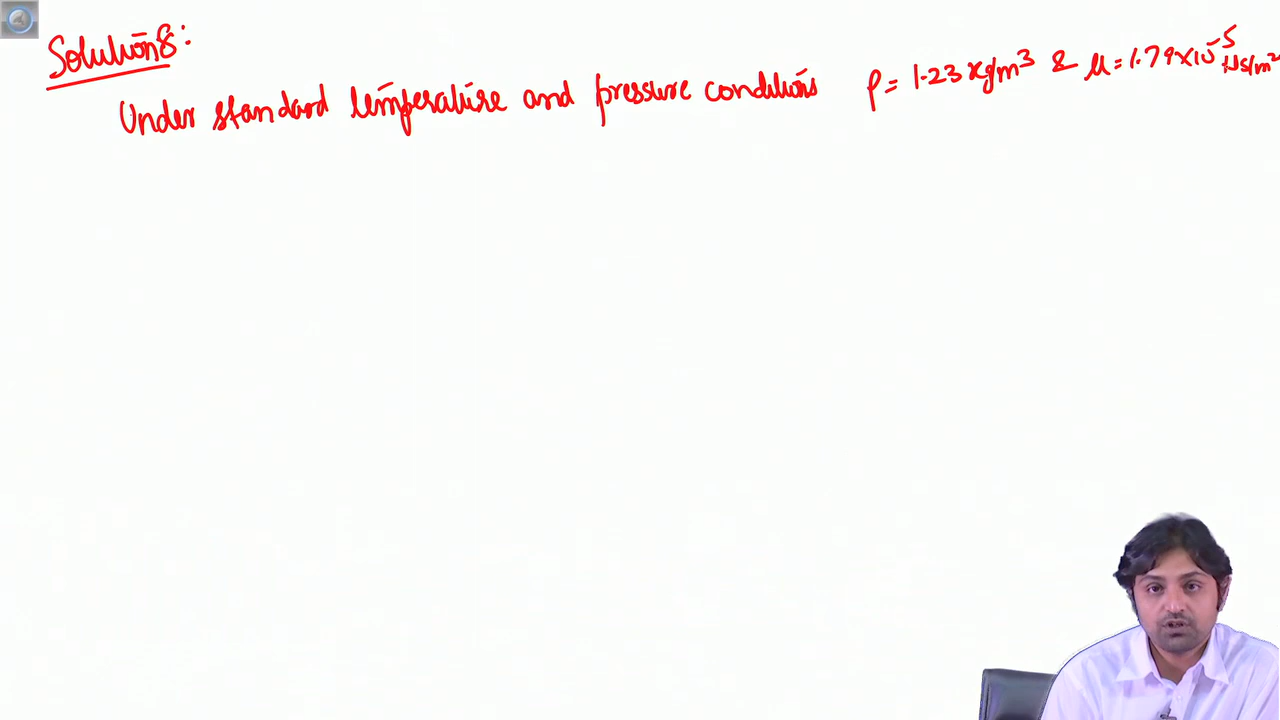 Solutions:
Under standard temperature and pressure conditions ρ = 1.23 kg/m³ & μ = 1.79×10⁻⁵ Ns/m²